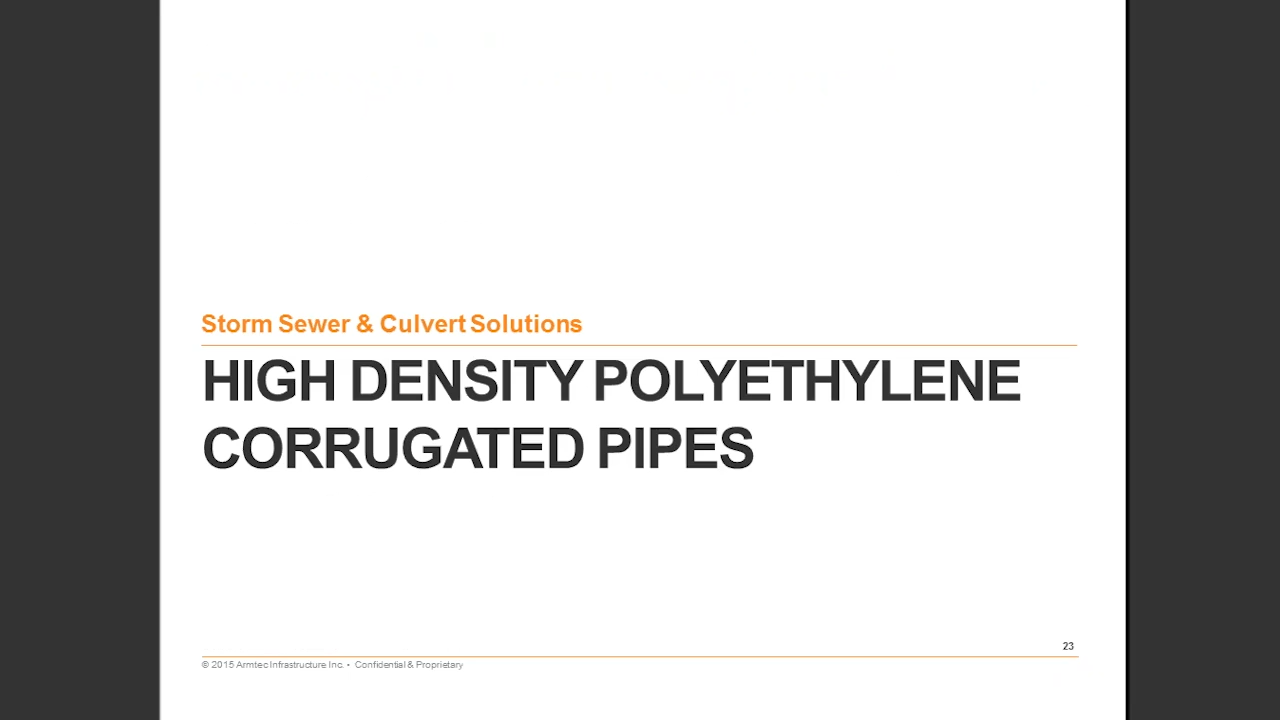 Storm Sewer & Culvert Solutions
HIGH DENSITY POLYETHYLENE
CORRUGATED PIPES
23
© 2015 Armtec Infrastructure Inc. • Confidential & Proprietary